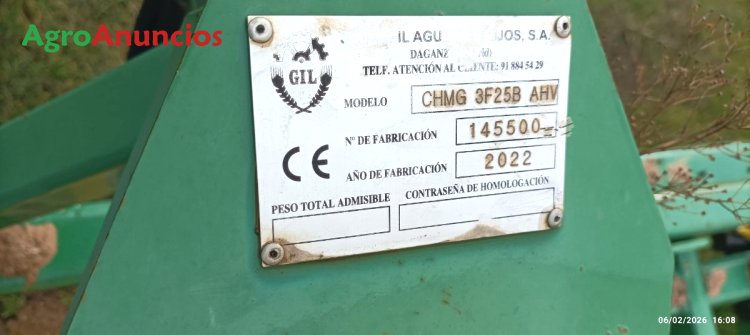 AgroAnuncios
IL AGU JOS, S.A.
DAGANZ
TELF. ATENCIÓN AL CLIENTE: 91 884 54 29
GIL
MODELO CHMG 3F25B AHV
Nº DE FABRICACIÓN 145500
CE
AÑO DE FABRICACIÓN 2022
PESO TOTAL ADMISIBLE CONTRASEÑA DE HOMOLOGACIÓN
06/02/2026 16:08